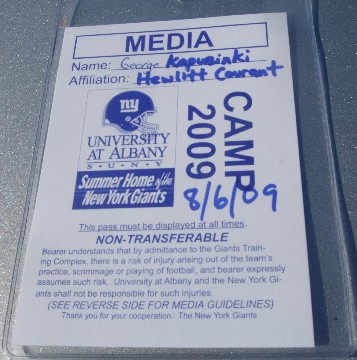 MEDIA
Name: George Kapusinki
Affiliation: Hewlitt Courant
CAMP
2009
ny
UNIVERSITY
AT ALBANY
S·U·N·Y
Summer Home of the
New York Giants
8/6/09
This pass must be displayed at all times.
NON-TRANSFERABLE
Bearer understands that by admittance to the Giants Train-
ing Complex, there is a risk of injury arising out of the team's
practice, scrimmage or playing of football, and bearer expressly
assumes such risk. University at Albany and the New York Gi-
ants shall not be responsible for such injuries.
(SEE REVERSE SIDE FOR MEDIA GUIDELINES)
Thank you for your cooperation. The New York Giants